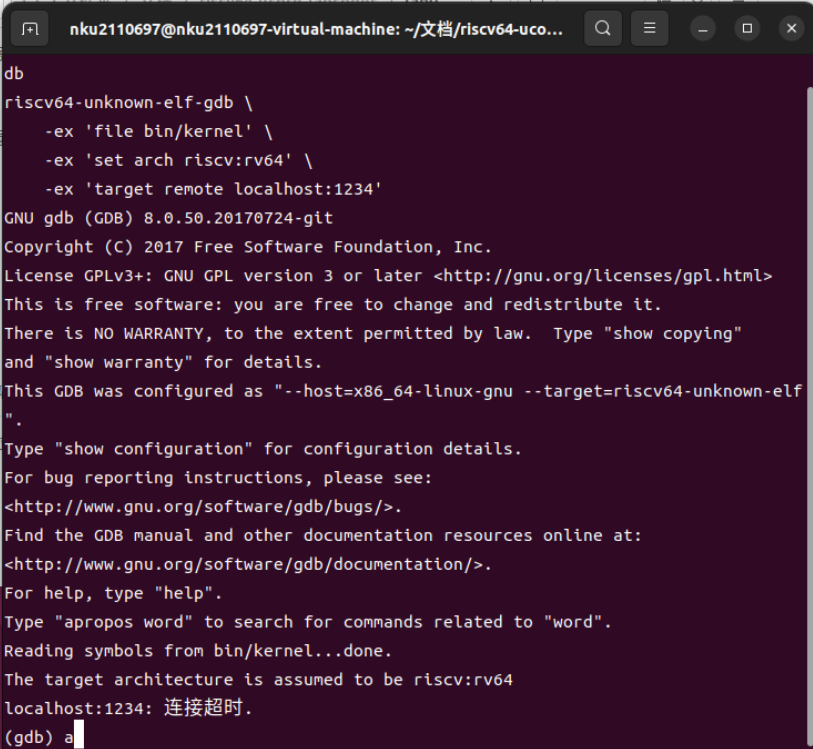 nku2110697@nku2110697-virtual-machine: ~/文档/riscv64-uco...
db
riscv64-unknown-elf-gdb \
    -ex 'file bin/kernel' \
    -ex 'set arch riscv:rv64' \
    -ex 'target remote localhost:1234'
GNU gdb (GDB) 8.0.50.20170724-git
Copyright (C) 2017 Free Software Foundation, Inc.
License GPLv3+: GNU GPL version 3 or later <http://gnu.org/licenses/gpl.html>
This is free software: you are free to change and redistribute it.
There is NO WARRANTY, to the extent permitted by law.  Type "show copying"
and "show warranty" for details.
This GDB was configured as "--host=x86_64-linux-gnu --target=riscv64-unknown-elf
".
Type "show configuration" for configuration details.
For bug reporting instructions, please see:
<http://www.gnu.org/software/gdb/bugs/>.
Find the GDB manual and other documentation resources online at:
<http://www.gnu.org/software/gdb/documentation/>.
For help, type "help".
Type "apropos word" to search for commands related to "word".
Reading symbols from bin/kernel...done.
The target architecture is assumed to be riscv:rv64
localhost:1234: 连接超时.
(gdb) a